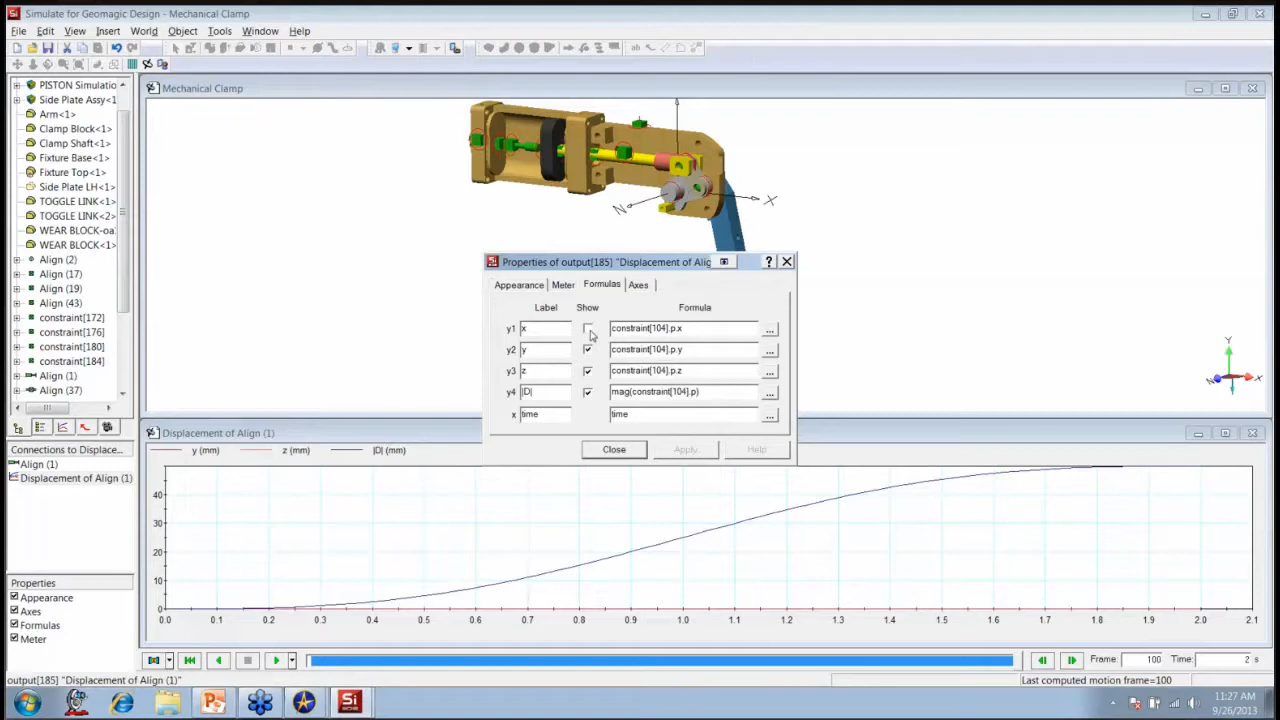 Simulate for Geomagic Design - Mechanical Clamp
File Edit View Insert World Object Tools Window Help
PISTON Simulatio
Side Plate Assy<1
Arm<1>
Clamp Block<1>
Clamp Shaft<1>
Fixture Base<1>
Fixture Top<1>
Side Plate LH<1>
TOGGLE LINK<1>
TOGGLE LINK<2>
WEAR BLOCK-oa
WEAR BLOCK<1>
Align (2)
Align (17)
Align (19)
Align (43)
constraint[172]
constraint[176]
constraint[180]
constraint[184]
Align (1)
Align (37)
Mechanical Clamp
X
Y
X
Properties of output[185] "Displacement of Alig
Appearance Meter Formulas Axes
Label Show Formula
y1 x constraint[104].p.x ...
y2 y constraint[104].p.y ...
y3 z constraint[104].p.z ...
y4 |D| mag(constraint[104].p) ...
x time time ...
Close Apply Help
Connections to Displace...
Align (1)
Displacement of Align (1)
Properties
Appearance
Axes
Formulas
Meter
Displacement of Align (1)
y (mm) z (mm) |D| (mm)
40
30
20
10
0
0.0 0.1 0.2 0.3 0.4 0.5 0.6 0.7 0.8 0.9 1.0 1.1 1.2 1.3 1.4 1.5 1.6 1.7 1.8 1.9 2.0 2.1
Frame: 100 Time: 2 s
output[185] "Displacement of Align (1)"
Last computed motion frame=100
11:27 AM
9/26/2013